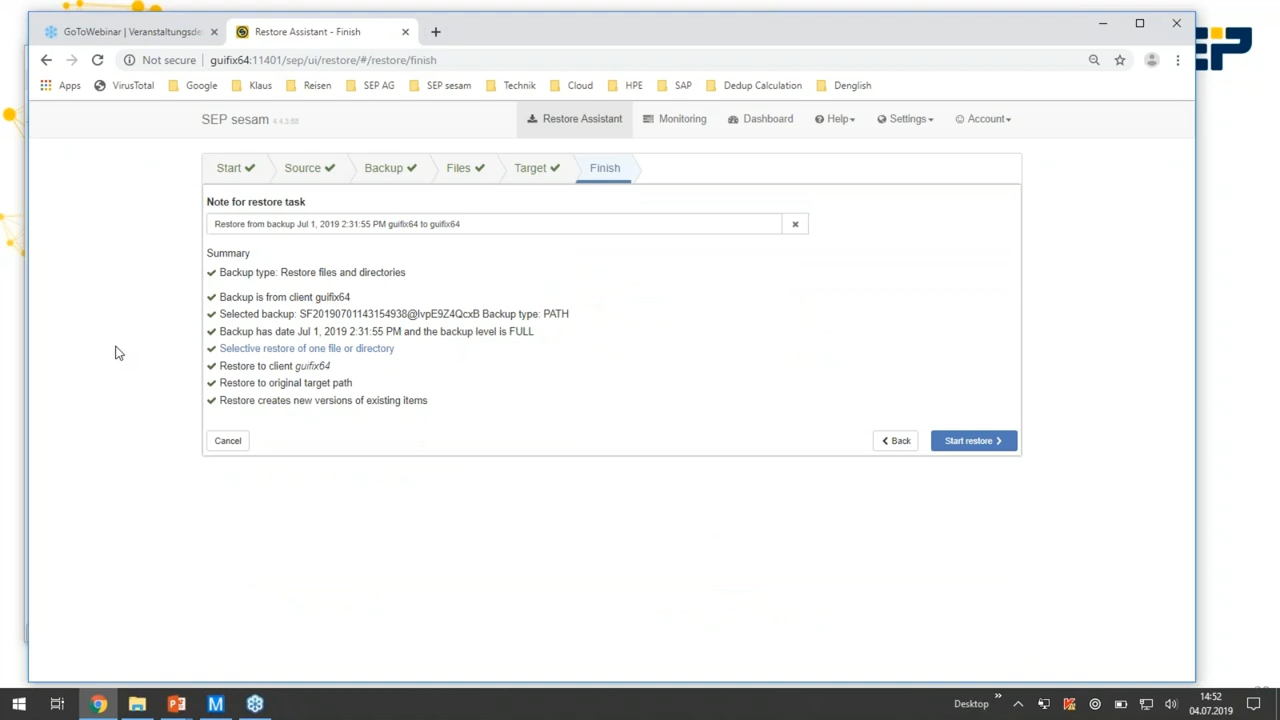 GoToWebinar | Veranstaltungsde
Restore Assistant - Finish
Not secure
guifix64:11401/sep/ui/restore/#/restore/finish
Apps
VirusTotal
Google
Klaus
Reisen
SEP AG
SEP sesam
Technik
Cloud
HPE
SAP
Dedup Calculation
Denglish
SEP sesam 4.4.3.68
Restore Assistant
Monitoring
Dashboard
Help
Settings
Account
Start
Source
Backup
Files
Target
Finish
Note for restore task
Restore from backup Jul 1, 2019 2:31:55 PM guifix64 to guifix64
Summary
Backup type: Restore files and directories
Backup is from client guifix64
Selected backup: SF20190701143154938@IvpE9Z4QcxB Backup type: PATH
Backup has date Jul 1, 2019 2:31:55 PM and the backup level is FULL
Selective restore of one file or directory
Restore to client guifix64
Restore to original target path
Restore creates new versions of existing items
Cancel
Back
Start restore
Desktop
14:52
04.07.2019